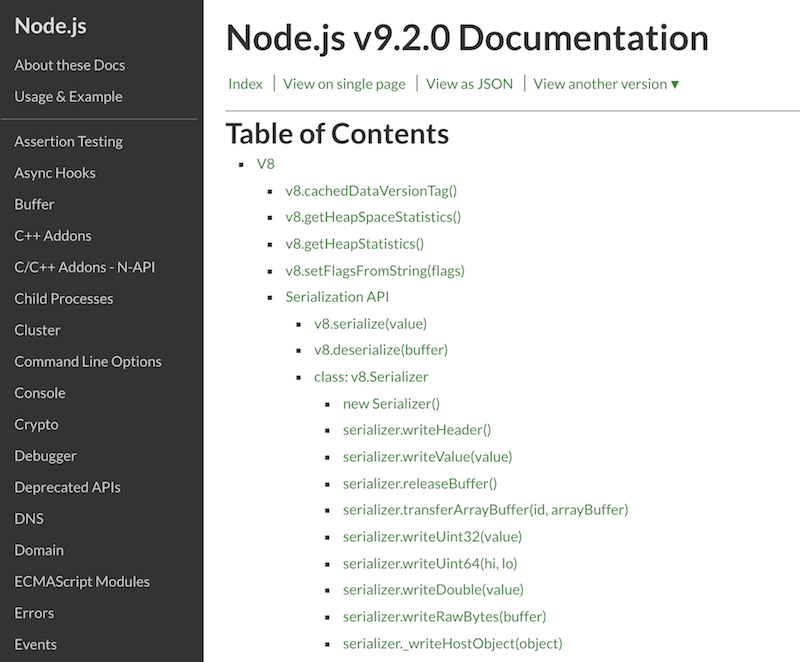 Node.js
About these Docs
Usage & Example
Assertion Testing
Async Hooks
Buffer
C++ Addons
C/C++ Addons - N-API
Child Processes
Cluster
Command Line Options
Console
Crypto
Debugger
Deprecated APIs
DNS
Domain
ECMAScript Modules
Errors
Events
Node.js v9.2.0 Documentation
Index | View on single page | View as JSON | View another version ▼
Table of Contents
V8
v8.cachedDataVersionTag()
v8.getHeapSpaceStatistics()
v8.getHeapStatistics()
v8.setFlagsFromString(flags)
Serialization API
v8.serialize(value)
v8.deserialize(buffer)
class: v8.Serializer
new Serializer()
serializer.writeHeader()
serializer.writeValue(value)
serializer.releaseBuffer()
serializer.transferArrayBuffer(id, arrayBuffer)
serializer.writeUint32(value)
serializer.writeUint64(hi, lo)
serializer.writeDouble(value)
serializer.writeRawBytes(buffer)
serializer._writeHostObject(object)